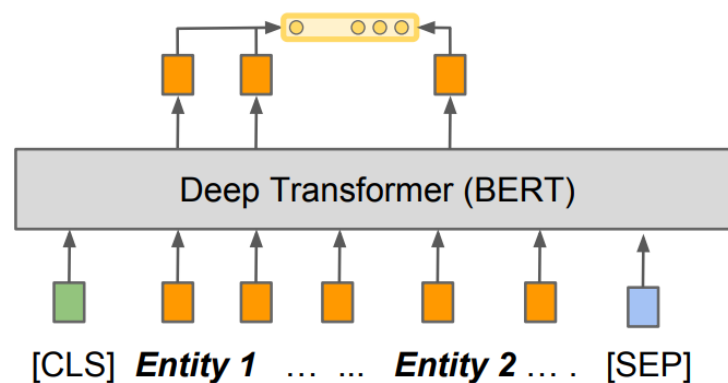 Deep Transformer (BERT)
[CLS] Entity 1 ... ... Entity 2 ... . [SEP]